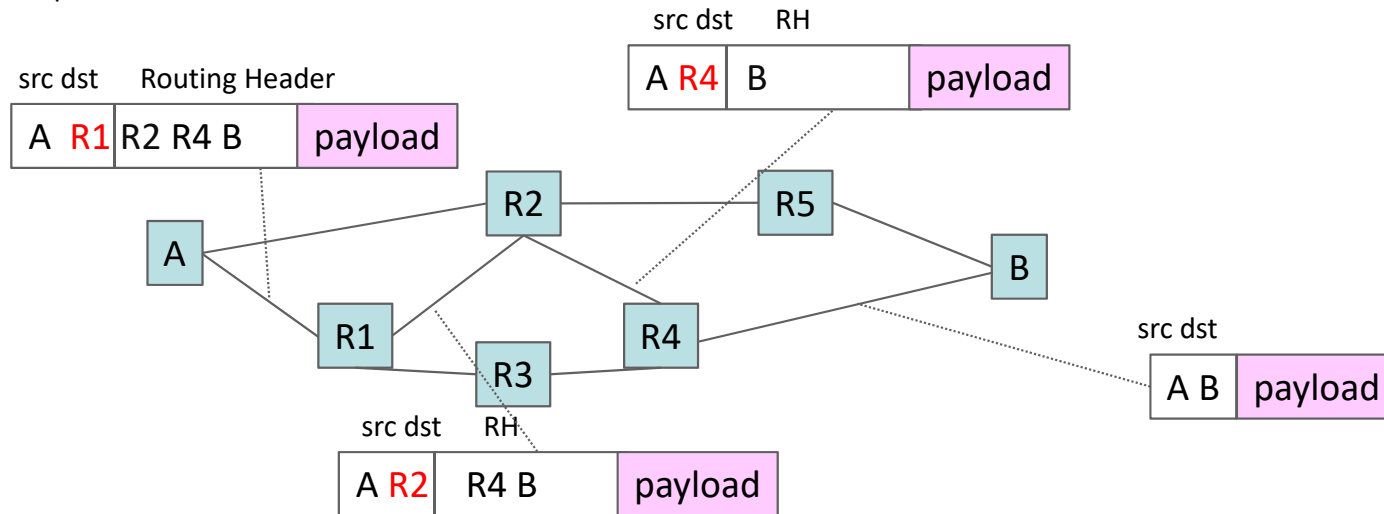 src dst RH
A R4 B payload
src dst Routing Header
A R1 R2 R4 B payload
R2 R5
A
B
R1 R4
R3
src dst
A B payload
src dst RH
A R2 R4 B payload